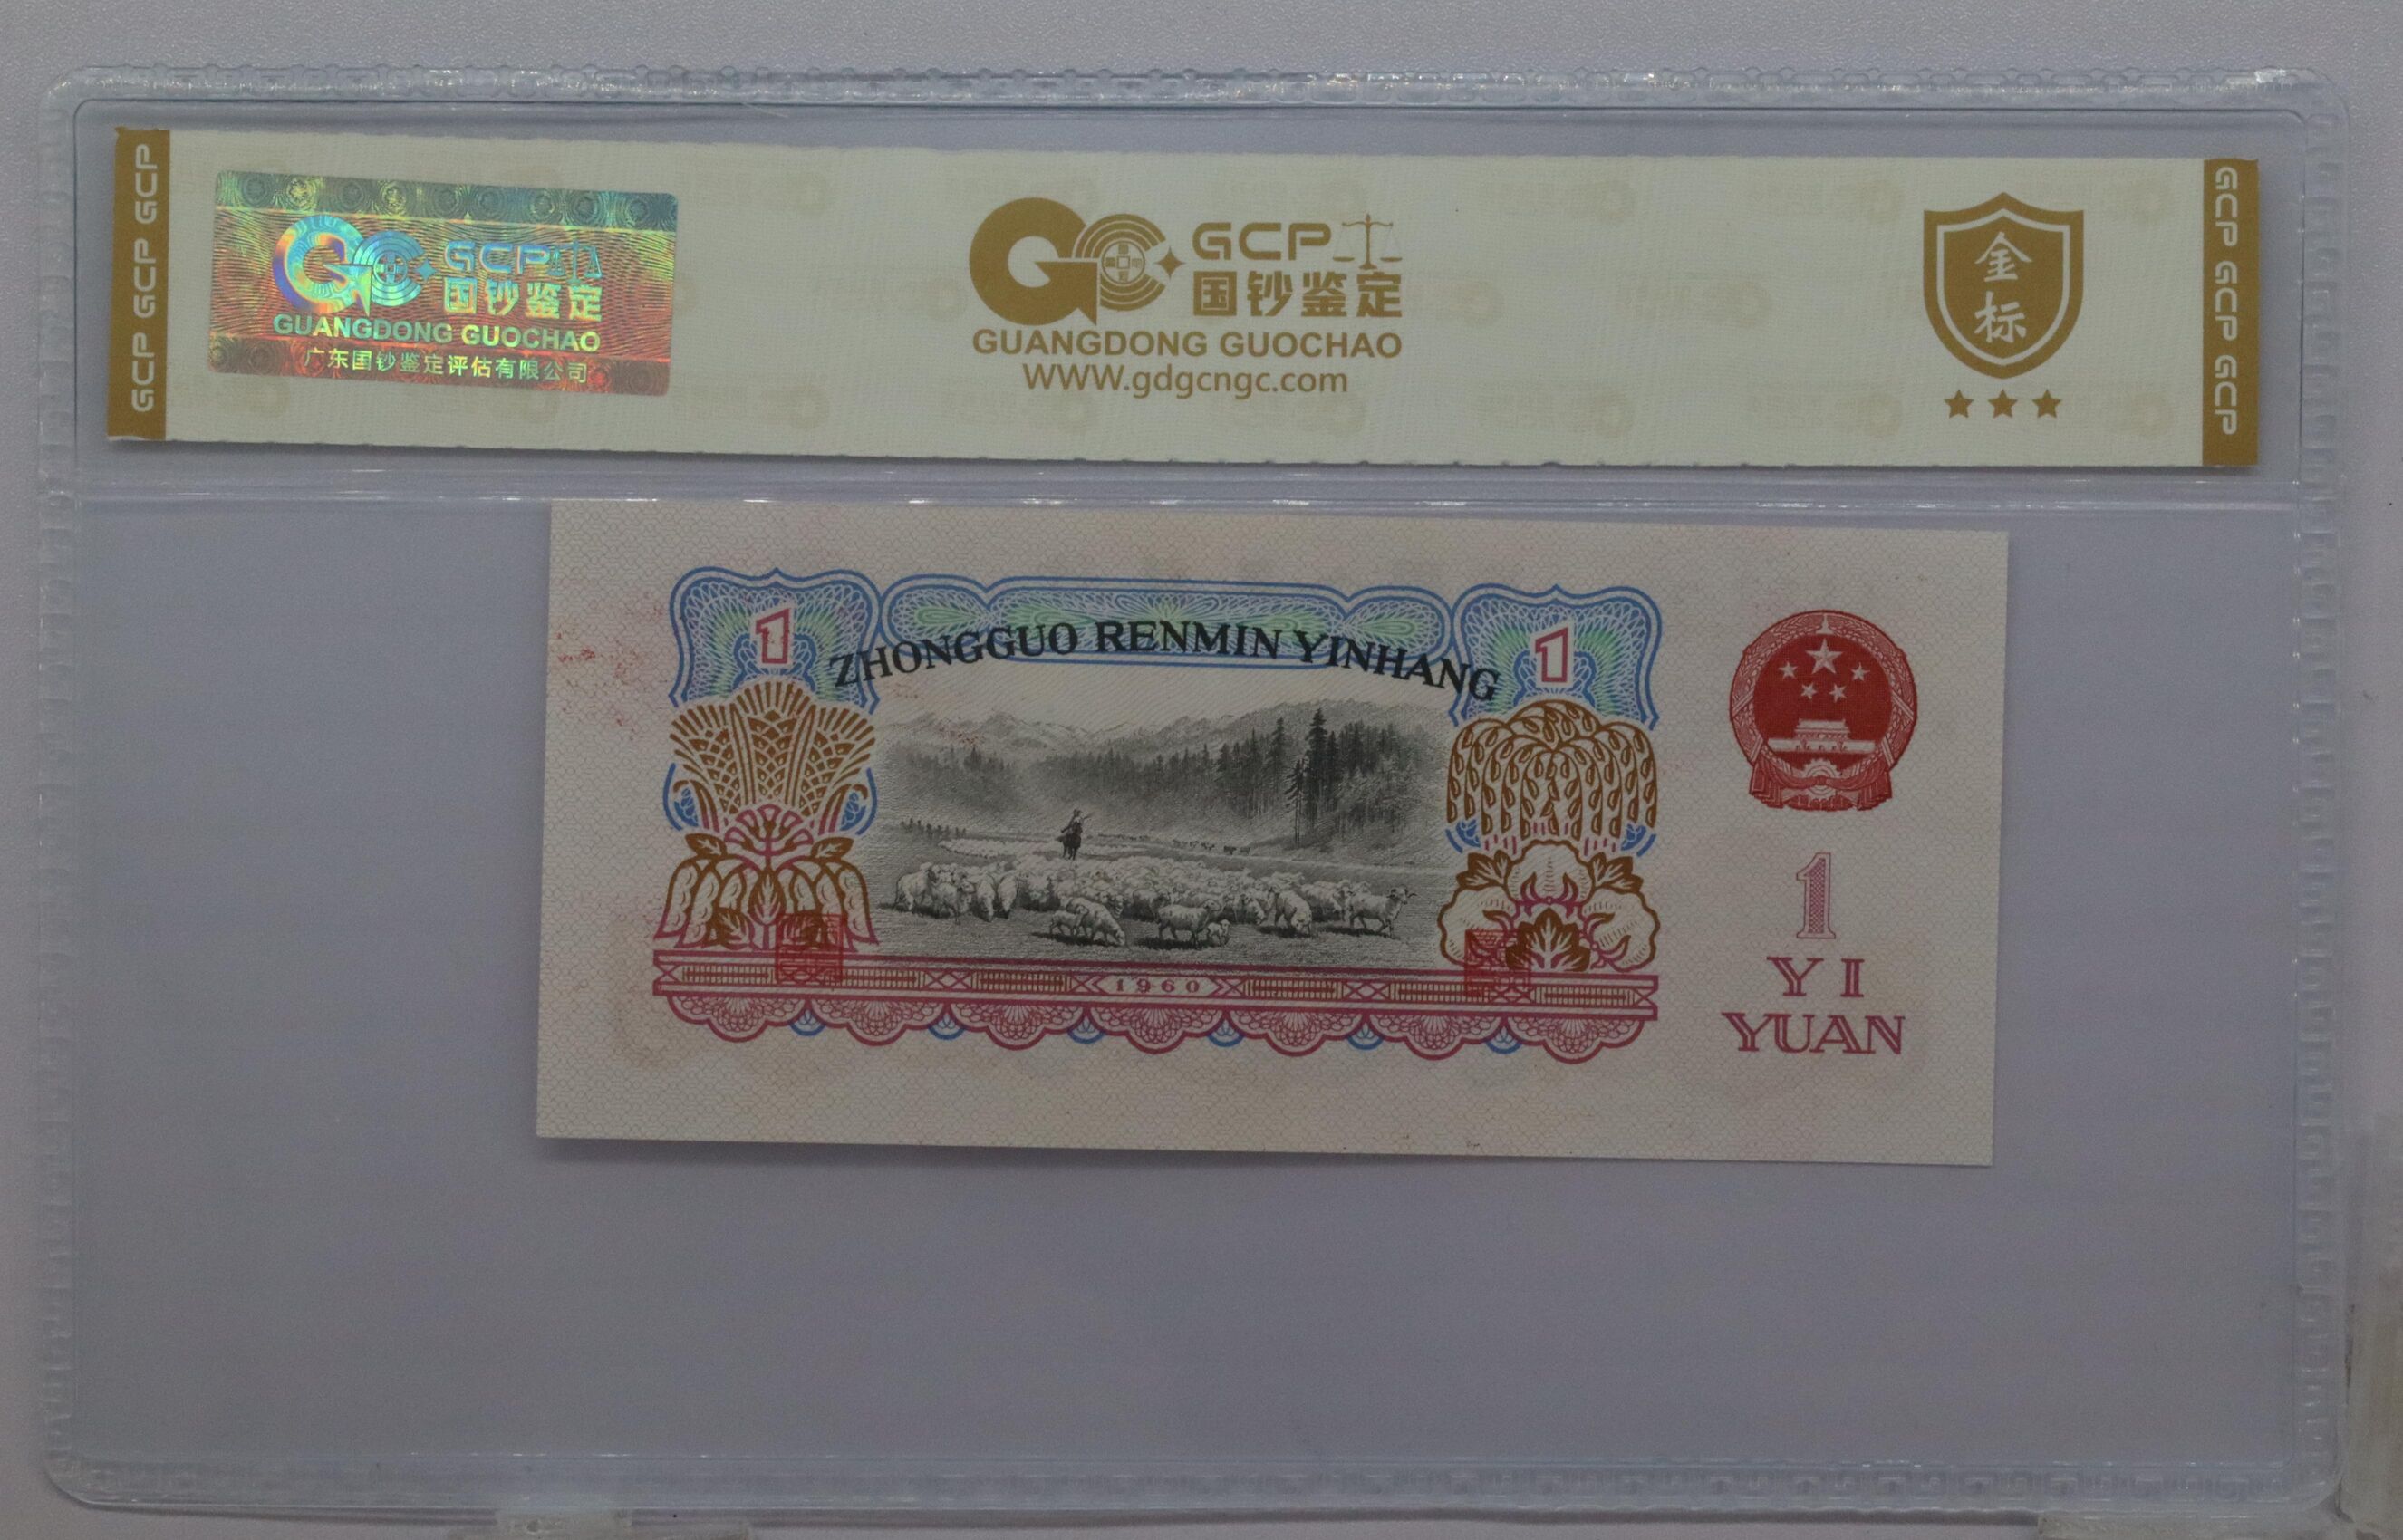 GCP GCP GCP
GCP
国钞鉴定
GUANGDONG GUOCHAO
广东国钞鉴定评估有限公司
GCP
国钞鉴定
GUANGDONG GUOCHAO
WWW.gdgcngc.com
金
标
GCP GCP GCP
1
ZHONGGUO RENMIN YINHANG
1
1960
1
YI
YUAN